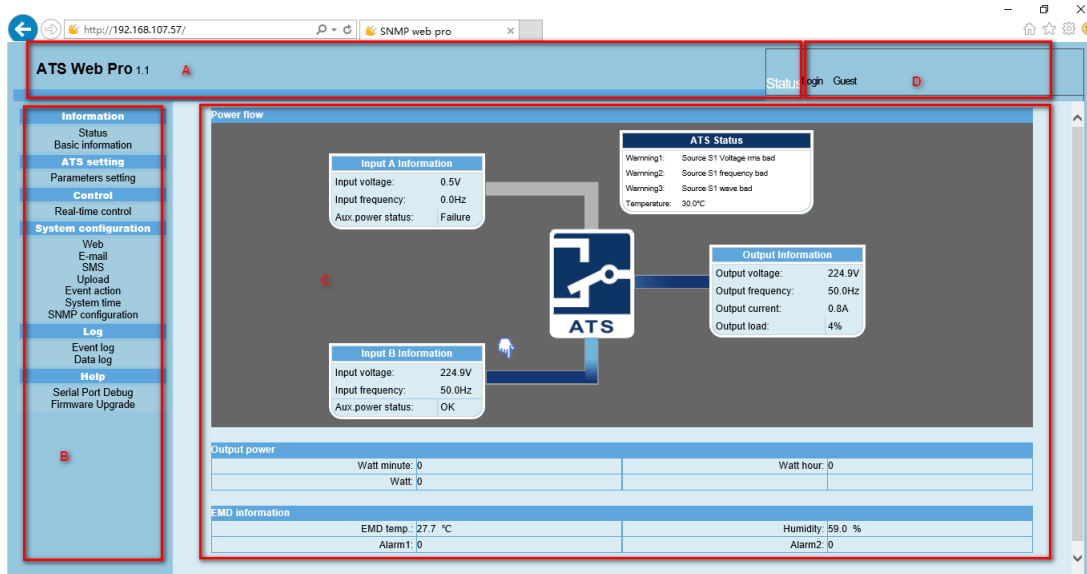 http://192.168.107.57/
SNMP web pro
ATS Web Pro 1.1
A
Status
Login Guest
D
Information
Status
Basic information
ATS setting
Parameters setting
Control
Real-time control
System configuration
Web
E-mail
SMS
Upload
Event action
System time
SNMP configuration
Log
Event log
Data log
Help
Serial Port Debug
Firmware Upgrade
B
Power flow
ATS Status
Warnning1: Source S1 Voltage rms bad
Warnning2: Source S1 frequency bad
Warnning3: Source S1 wave bad
Temperature: 30.0℃
Input A Information
Input voltage: 0.5V
Input frequency: 0.0Hz
Aux.power status: Failure
C
ATS
Output Information
Output voltage: 224.9V
Output frequency: 50.0Hz
Output current: 0.8A
Output load: 4%
Input B Information
Input voltage: 224.9V
Input frequency: 50.0Hz
Aux.power status: OK
Output power
Watt minute: 0 Watt hour: 0
Watt: 0
EMD information
EMD temp.: 27.7 ℃ Humidity: 59.0 %
Alarm1: 0 Alarm2: 0